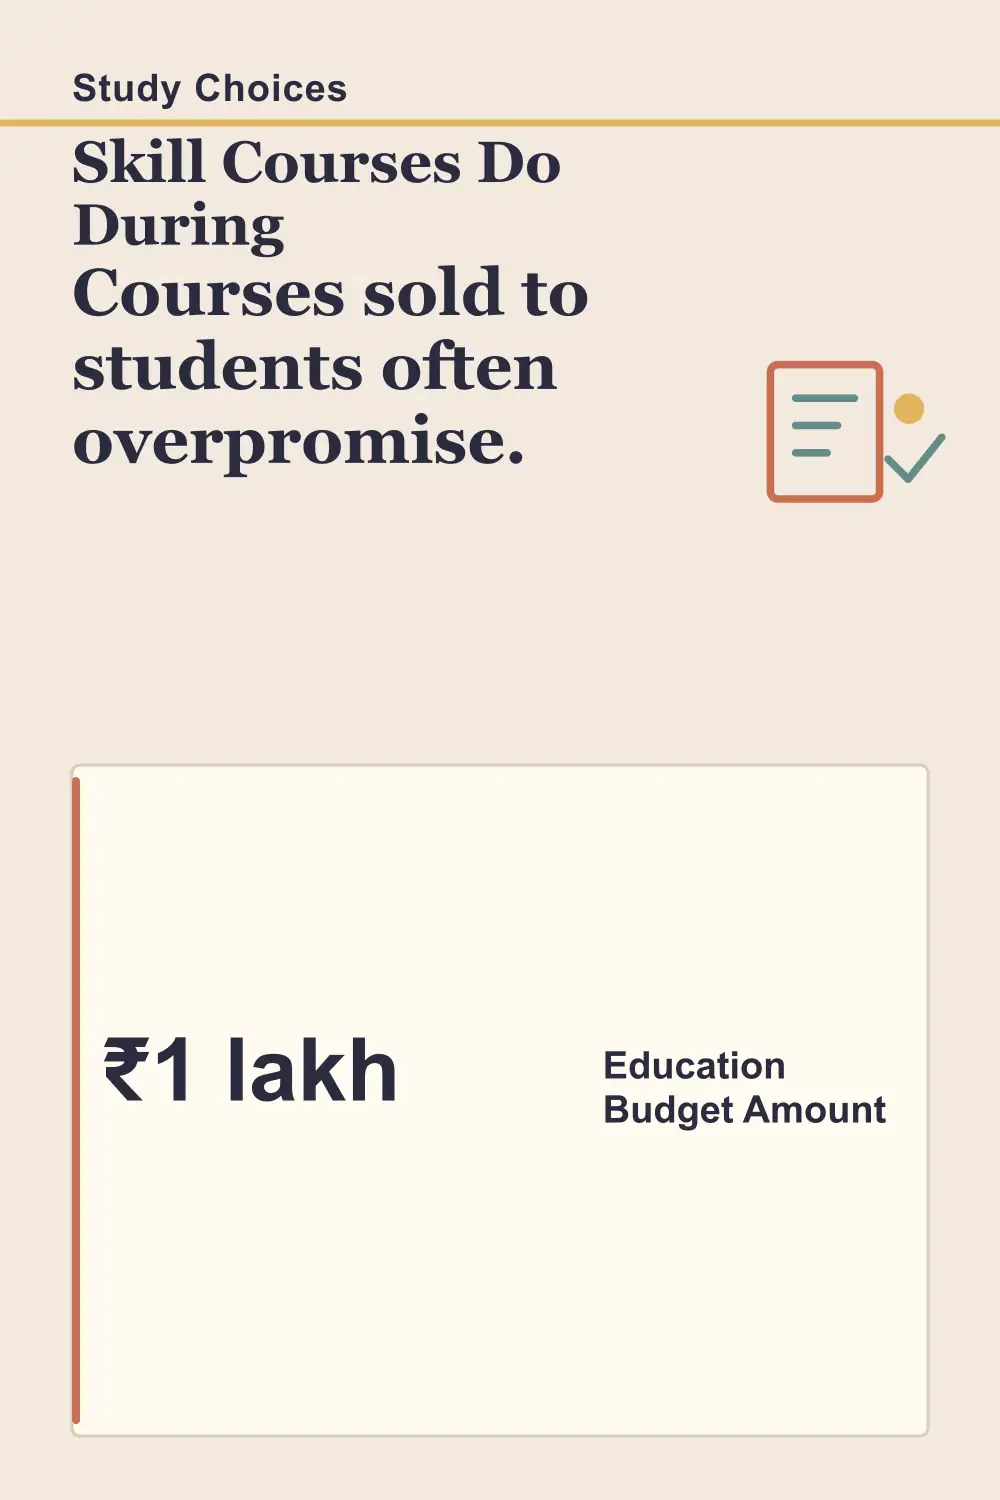 Study Choices
Skill Courses Do
During
Courses sold to
students often
overpromise.
₹1 lakh
Education
Budget Amount